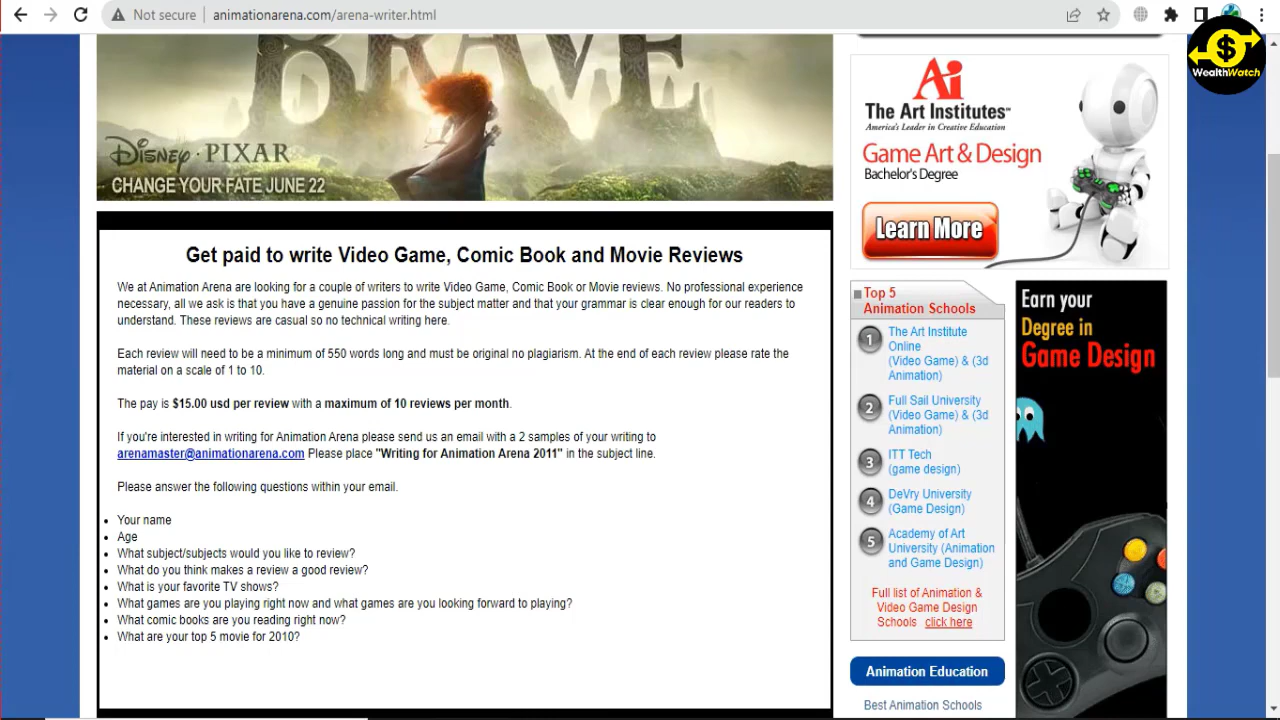 Not secure
animationarena.com/arena-writer.html
$
WealthWatch
BRAVE
DISNEY·PIXAR
CHANGE YOUR FATE JUNE 22
Get paid to write Video Game, Comic Book and Movie Reviews
We at Animation Arena are looking for a couple of writers to write Video Game, Comic Book or Movie reviews. No professional experience
necessary, all we ask is that you have a genuine passion for the subject matter and that your grammar is clear enough for our readers to
understand. These reviews are casual so no technical writing here.
Each review will need to be a minimum of 550 words long and must be original no plagiarism. At the end of each review please rate the
material on a scale of 1 to 10.
The pay is $15.00 usd per review with a maximum of 10 reviews per month.
If you're interested in writing for Animation Arena please send us an email with a 2 samples of your writing to
arenamaster@animationarena.com Please place "Writing for Animation Arena 2011" in the subject line.
Please answer the following questions within your email.
• Your name
• Age
• What subject/subjects would you like to review?
• What do you think makes a review a good review?
• What is your favorite TV shows?
• What games are you playing right now and what games are you looking forward to playing?
• What comic books are you reading right now?
• What are your top 5 movie for 2010?
Ai
The Art Institutes℠
America's Leader in Creative Education
Game Art & Design
Bachelor's Degree
Learn More
Top 5
Animation Schools
1
The Art Institute
Online
(Video Game) & (3d
Animation)
2
Full Sail University
(Video Game) & (3d
Animation)
3
ITT Tech
(game design)
4
DeVry University
(Game Design)
5
Academy of Art
University (Animation
and Game Design)
Full list of Animation &
Video Game Design
Schools click here
Animation Education
Best Animation Schools
Earn your
Degree in
Game Design